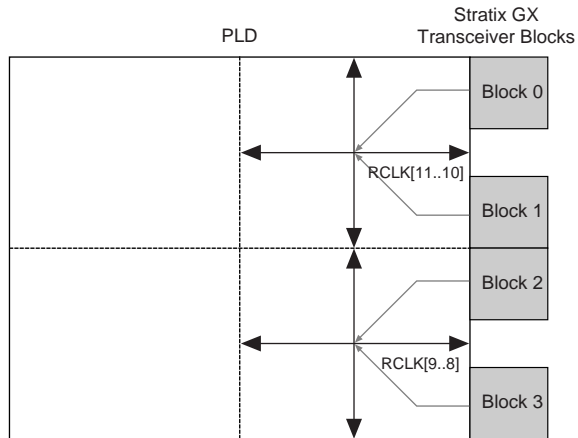 Stratix GX
PLD
Transceiver Blocks
Block 0
RCLK[11..10]
Block 1
Block 2
RCLK[9..8]
Block 3